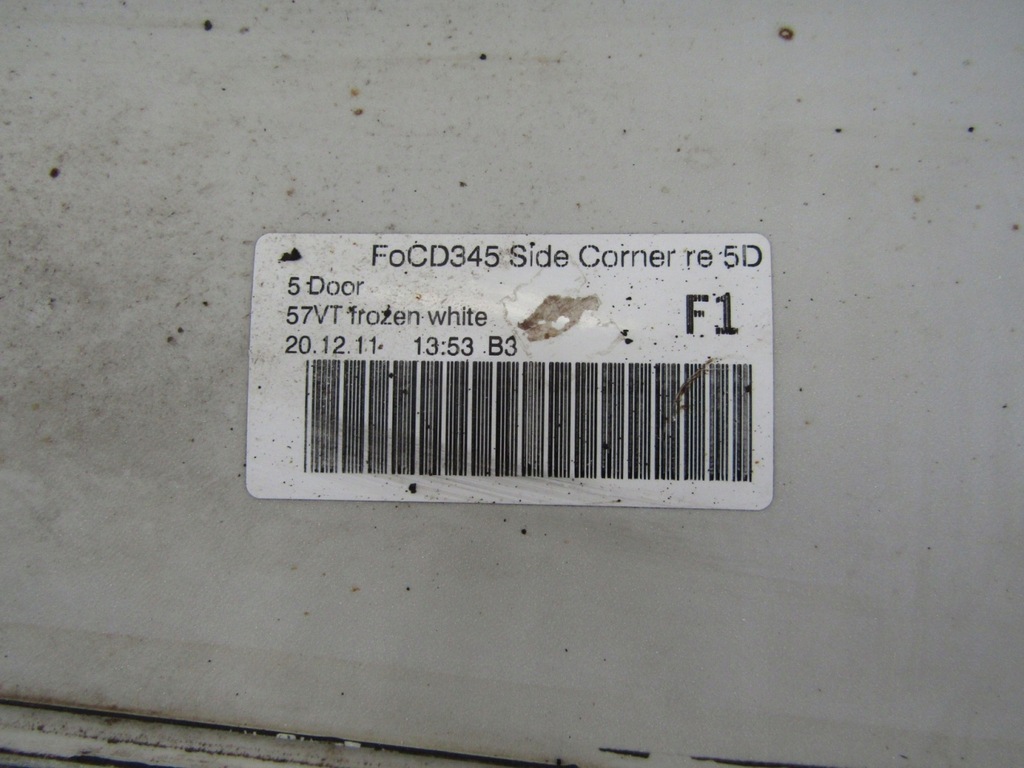 FoCD345 Side Corner re 5D
5 Door
57VT frozen white
F1
20.12.11 13:53 B3